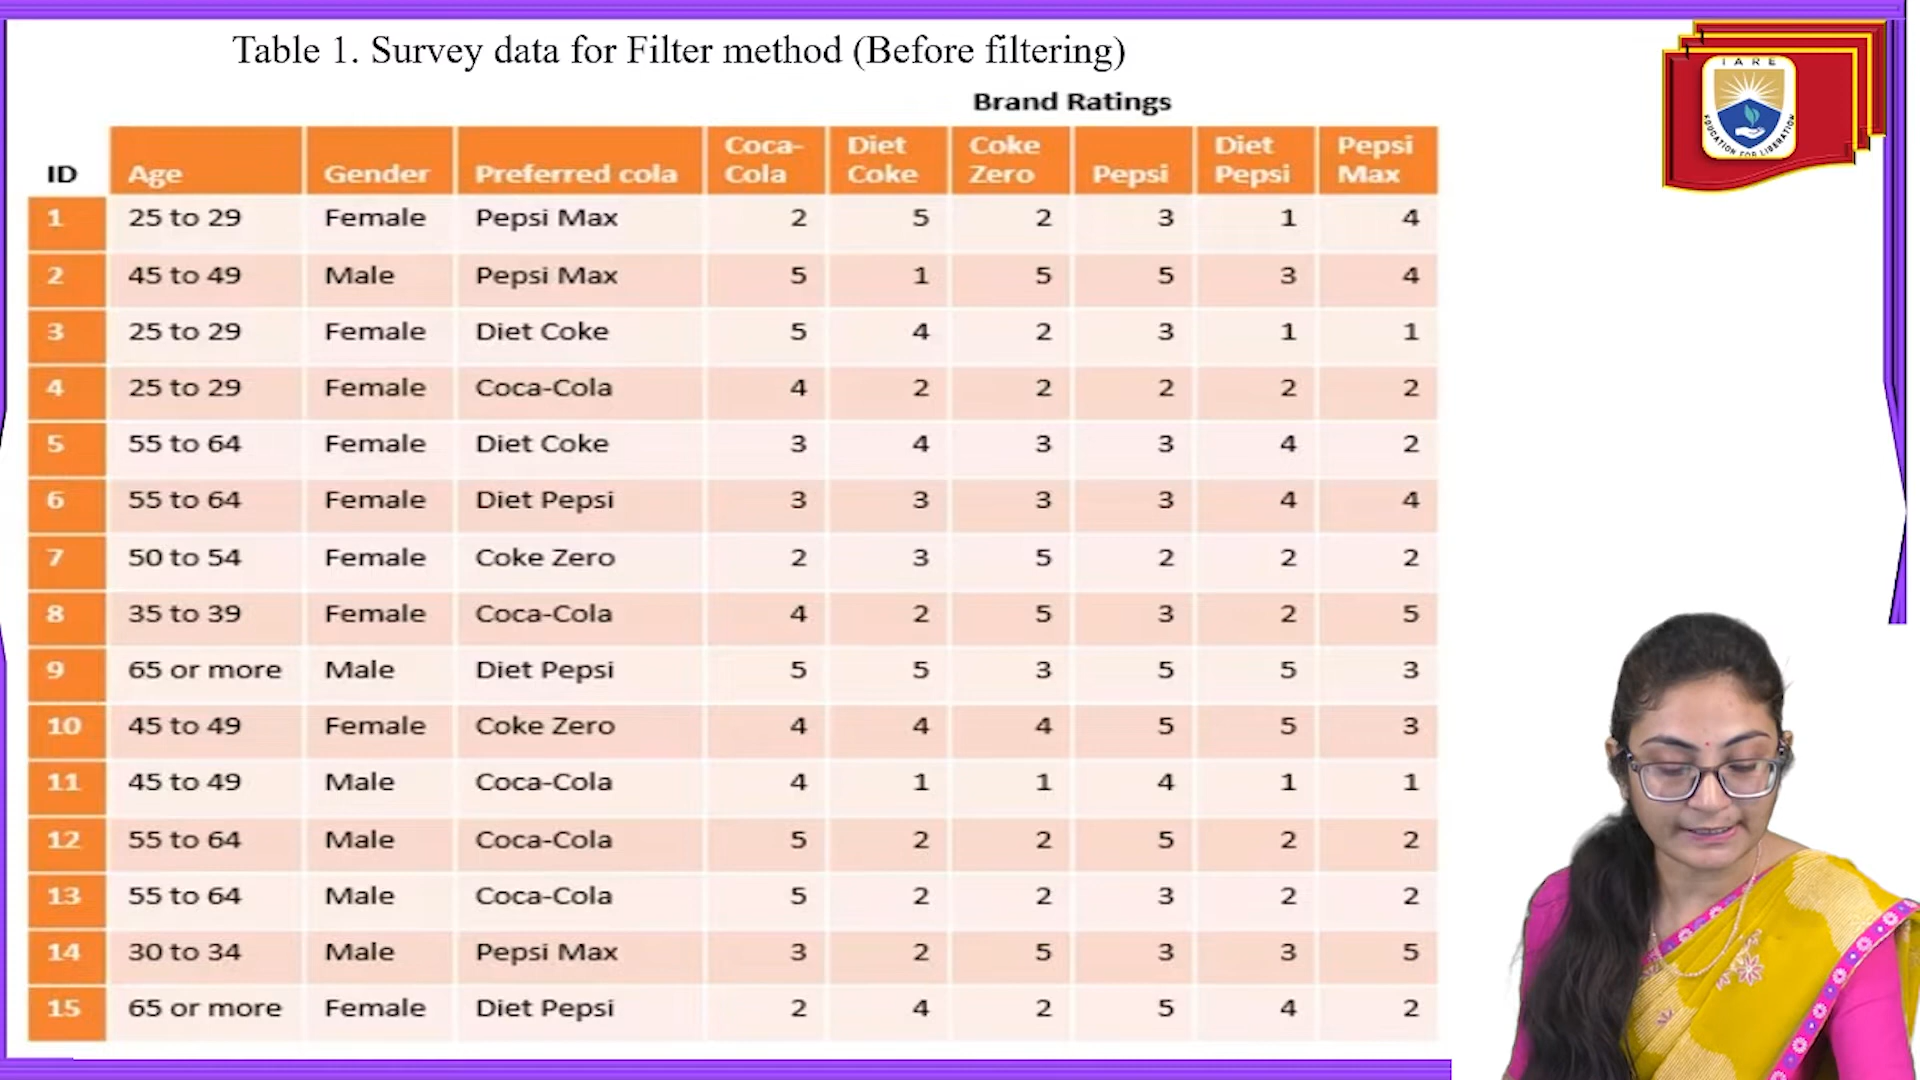 Table 1. Survey data for Filter method (Before filtering)
IARE
EDUCATION FOR LIBERATION
Brand Ratings
ID Age Gender Preferred cola Coca-Cola Diet Coke Coke Zero Pepsi Diet Pepsi Pepsi Max
1 25 to 29 Female Pepsi Max 2 5 2 3 1 4
2 45 to 49 Male Pepsi Max 5 1 5 5 3 4
3 25 to 29 Female Diet Coke 5 4 2 3 1 1
4 25 to 29 Female Coca-Cola 4 2 2 2 2 2
5 55 to 64 Female Diet Coke 3 4 3 3 4 2
6 55 to 64 Female Diet Pepsi 3 3 3 3 4 4
7 50 to 54 Female Coke Zero 2 3 5 2 2 2
8 35 to 39 Female Coca-Cola 4 2 5 3 2 5
9 65 or more Male Diet Pepsi 5 5 3 5 5 3
10 45 to 49 Female Coke Zero 4 4 4 5 5 3
11 45 to 49 Male Coca-Cola 4 1 1 4 1 1
12 55 to 64 Male Coca-Cola 5 2 2 5 2 2
13 55 to 64 Male Coca-Cola 5 2 2 3 2 2
14 30 to 34 Male Pepsi Max 3 2 5 3 3 5
15 65 or more Female Diet Pepsi 2 4 2 5 4 2